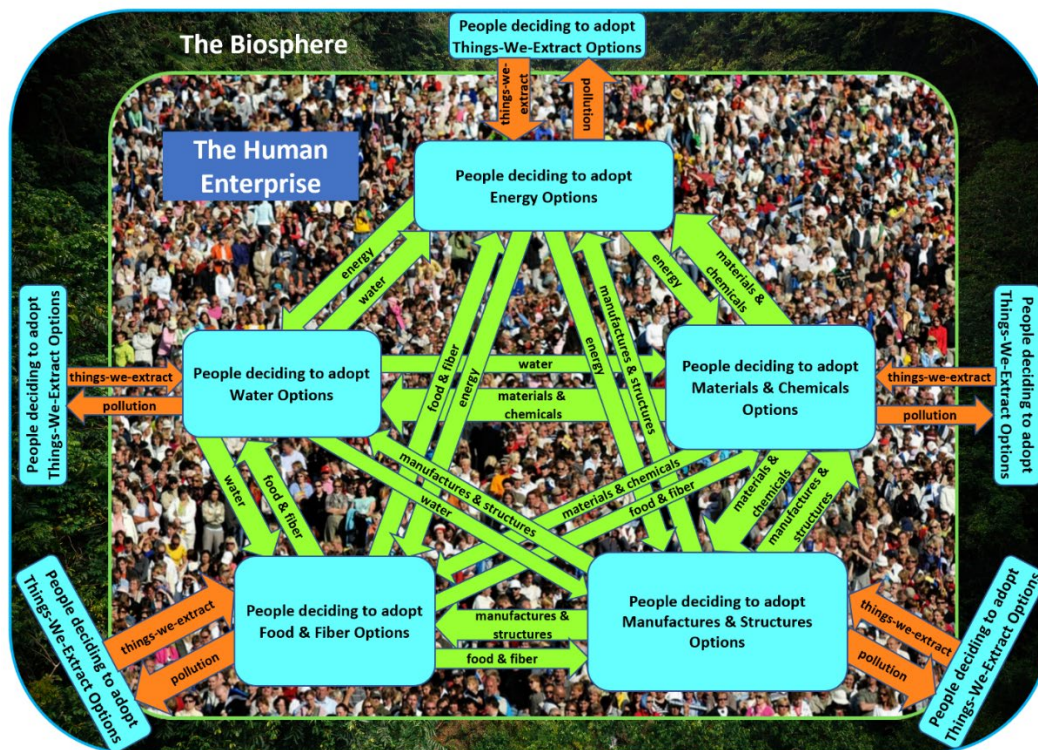 People deciding to adopt
Things-We-Extract Options
The Biosphere
things-we-
extract
pollution
The Human
Enterprise
People deciding to adopt
Energy Options
energy
water
food & fiber
energy
energy
manufactures & structures
energy
materials &
chemicals
People deciding to adopt
Things-We-Extract Options
things-we-extract
pollution
People deciding to adopt
Water Options
water
materials &
chemicals
People deciding to adopt
Materials & Chemicals
Options
things-we-extract
pollution
People deciding to adopt
Things-We-Extract Options
water
food & fiber
manufactures & structures
water
materials & chemicals
food & fiber
materials &
chemicals
manufactures &
structures
People deciding to adopt
Things-We-Extract Options
things-we-extract
pollution
People deciding to adopt
Food & Fiber Options
manufactures &
structures
food & fiber
People deciding to adopt
Manufactures & Structures
Options
things-we-extract
pollution
People deciding to adopt
Things-We-Extract Options